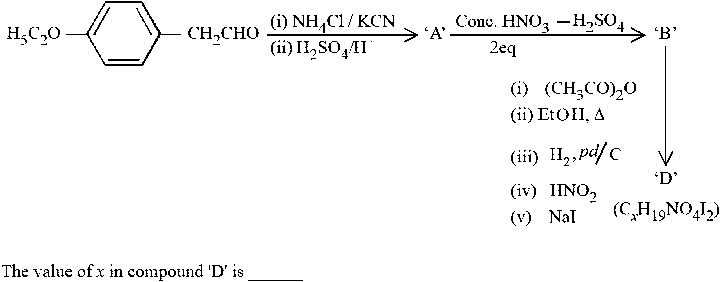 H₅C₂O– –CH₂CHO (i) NH₄Cl / KCN (ii) H₂SO₄/H⁻ ‘A’ Conc. HNO₃ –H₂SO₄ 2eq ‘B’
(i) (CH₃CO)₂O
(ii) EtOH, Δ
(iii) H₂, pd/C
(iv) HNO₂
(v) NaI
‘D’
(CₓH₁₉NO₄I₂)
The value of x in compound 'D' is ______